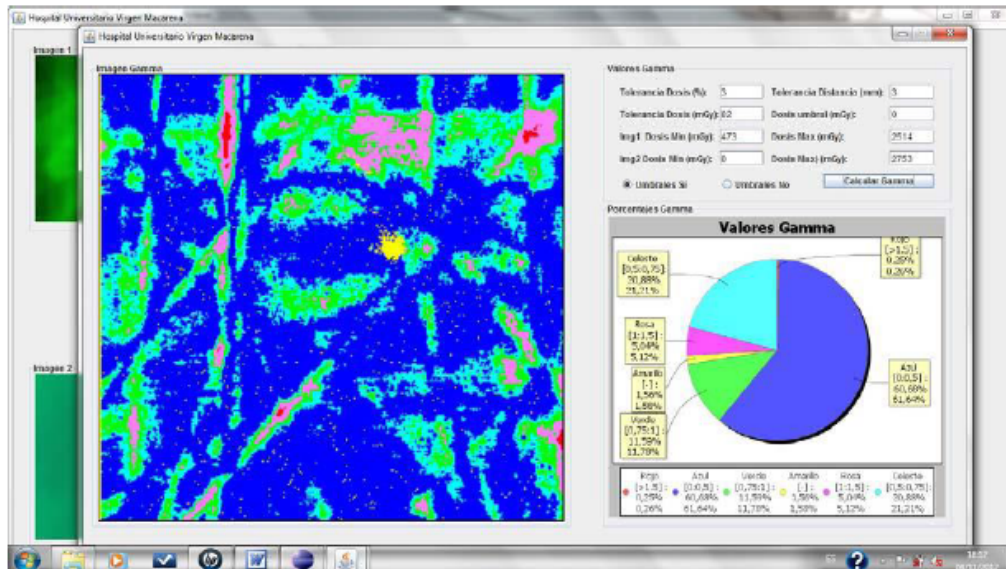 Hospital Universitario Virgen Macarena
Hospital Universitario Virgen Macarena
Imagen 1
Imagen 2
Imagen Gamma
Valores Gamma
Tolerancia Dosis (%): 3 Tolerancia Distancia (mm): 3
Tolerancia Dosis (mGy): 82 Dosis umbral (mGy): 0
Img1 Dosis Min (mGy): 473 Dosis Max (mGy): 2514
Img2 Dosis Min (mGy): 0 Dosis Max) (mGy): 2753
Umbrales Si Umbrales No Calcular Gamma
Porcentajes Gamma
Valores Gamma
Rojo
[>1,5] :
0,26%
Celeste
[0,5:0,75]
20,88%
21,21%
Rosa
[1:1,5] :
5,04%
5,12%
Amarillo
[-] :
1,56%
1,58%
Verde
[0,75:1] :
11,59%
11,78%
Azul
[0:0,5] :
60,68%
61,64%
Rojo Azul Verde Amarillo Rosa Celeste
[>1,5] : [0:0,5] : [0,75:1] : [-] : [1:1,5] : [0,5:0,75] :
0,25% 60,68% 11,59% 1,56% 5,04% 20,88%
0,26% 61,64% 11,78% 1,58% 5,12% 21,21%